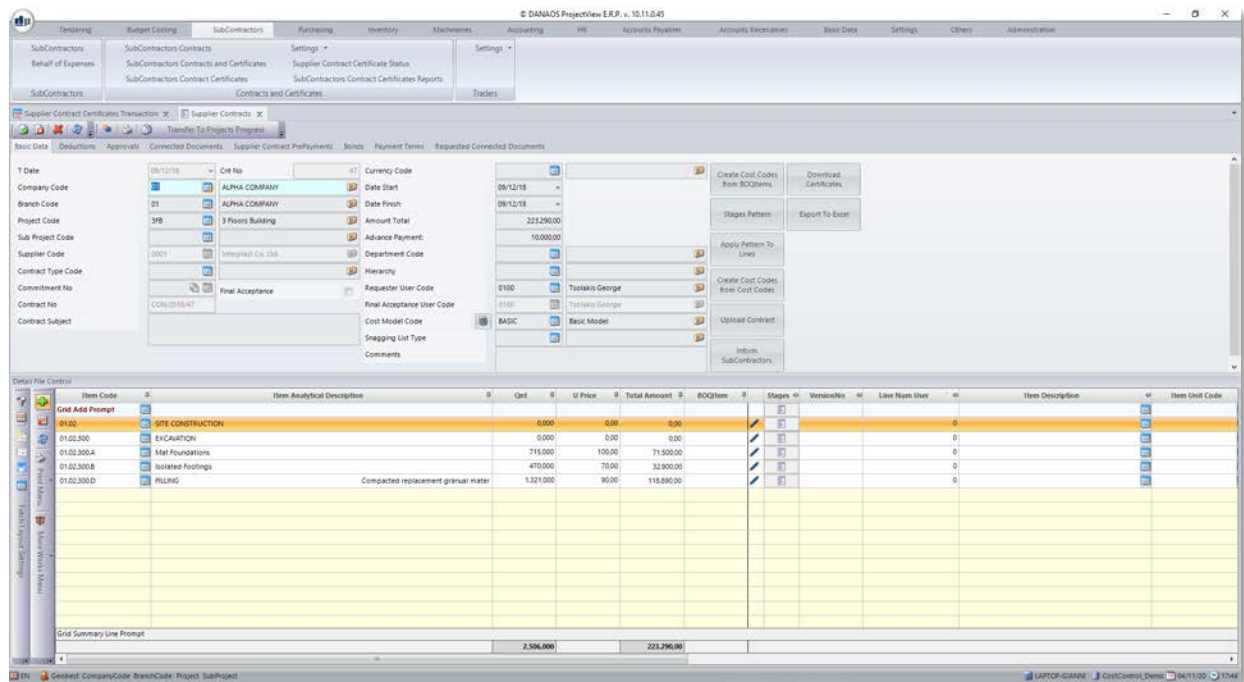 © DANAOS ProjectView E.R.P. v. 10.11.0.45
Tendering Budget Costing SubContractors Purchasing Inventory Machineries Accounting HR Accounts Payables Accounts Receivables Basic Data Settings Others Administration
SubContractors SubContractors Contracts Settings Settings
Behalf of Expenses SubContractors Contracts and Certificates Supplier Contract Certificate Status
SubContractors Contract Certificates SubContractors Contract Certificates Reports
SubContractors Contracts and Certificates Traders
Supplier Contract Certificates Transaction x Supplier Contracts x
Transfer To Projects Progress
Basic Data Deductions Approvals Connected Documents Supplier Contract PrePayments Bonds Payment Terms Requested Connected Documents
T Date 09/12/18 Cnt No 47 Currency Code
Company Code 01 ALPHA COMPANY Date Start 09/12/18
Branch Code 01 ALPHA COMPANY Date Finish 09/12/18
Project Code 3FB 3 Floors Building Amount Total 223.290,00
Sub Project Code Advance Payment: 10.000,00
Supplier Code 0001 Interplast Co. Ltd. Department Code
Contract Type Code Hierarchy
Commitment No Final Acceptance Requester User Code 0100 Tsolakis George
Contract No CON/2018/47 Final Acceptance User Code 0100 Tsolakis George
Contract Subject Cost Model Code BASIC Basic Model
Snagging List Type
Comments
Create Cost Codes from BOQItems Download Certificates
Stages Pattern Export To Excel
Apply Pattern To Lines
Create Cost Codes from Cost Codes
Upload Contract
Inform SubContractors
Detail File Control
Item Code Item Analytical Description Qnt U Price Total Amount BOQItem Stages VersionNo Line Num User Item Description Item Unit Code
Grid Add Prompt
01.02 SITE CONSTRUCTION 0,000 0,00 0,00 0
01.02.300 EXCAVATION 0,000 0,00 0,00 0
01.02.300.A Mat Foundations 715,000 100,00 71.500,00 0
01.02.300.B Isolated Footings 470,000 70,00 32.900,00 0
01.02.300.D FILLING Compacted replacement granual mater 1.321,000 90,00 118.890,00 0
Print Menu
More Works Menu
Fetch Layout Settings
Grid Summary Line Prompt
2.506,000 223.290,00
EN Geobest CompanyCode BranchCode Project SubProject LAPTOP-GIANNI CostControl_Demo 04/11/20 17:44